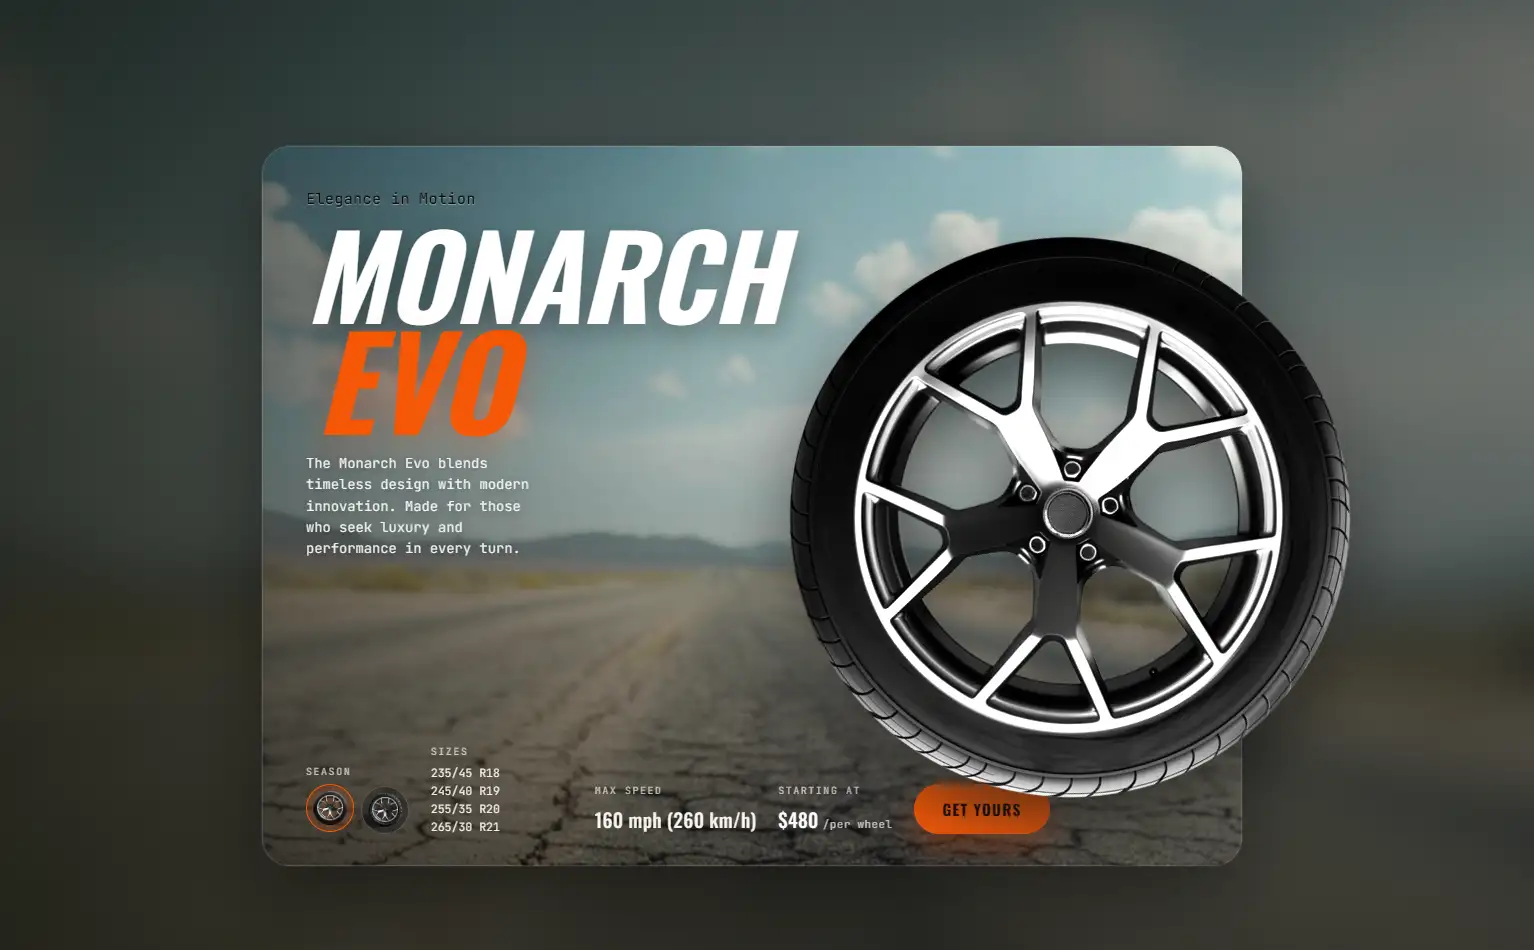 Elegance in Motion
MONARCH
EVO
The Monarch Evo blends
timeless design with modern
innovation. Made for those
who seek luxury and
performance in every turn.
SEASON
SIZES
235/45 R18
245/40 R19
255/35 R20
265/30 R21
MAX SPEED
160 mph (260 km/h)
STARTING AT
$480 /per wheel
GET YOURS